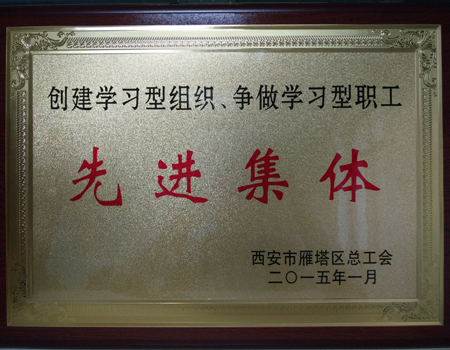 创建学习型组织、争做学习型职工
先进集体
西安市雁塔区总工会
二〇一五年一月